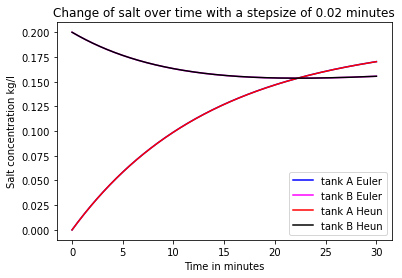 Change of salt over time with a stepsize of 0.02 minutes
Salt concentration kg/l
0.200
0.175
0.150
0.125
0.100
0.075
0.050
0.025
0.000
tank A Euler
tank B Euler
tank A Heun
tank B Heun
0 5 10 15 20 25 30
Time in minutes